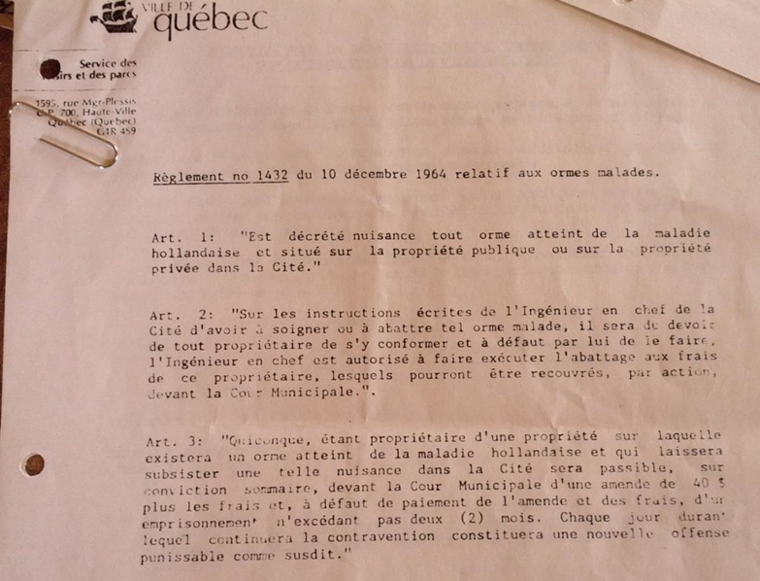 VILLE DE
québec
Service des
irs et des parcs
1595, rue Mgr-Plessis
C.P. 700, Haute-Ville
Québec (Québec)
G1R 4S9
Règlement no 1432 du 10 décembre 1964 relatif aux ormes malades.
Art. 1: "Est décrété nuisance tout orme atteint de la maladie
hollandaise et situé sur la propriété publique ou sur la propriété
privée dans la Cité."
Art. 2: "Sur les instructions écrites de l'Ingénieur en chef de la
Cité d'avoir à soigner ou à abattre tel orme malade, il sera du devoir
de tout propriétaire de s'y conformer et à défaut par lui de le faire,
l'Ingénieur en chef est autorisé à faire exécuter l'abattage aux frais
de ce propriétaire, lesquels pourront être recouvrés, par action,
devant la Cour Municipale.".
Art. 3: "Quiconque, étant propriétaire d'une propriété sur laquelle
existera un orme atteint de la maladie hollandaise et qui laissera
subsister une telle nuisance dans la Cité sera passible, sur
conviction sommaire, devant la Cour Municipale d'une amende de 40 $
plus les frais et, à défaut de paiement de l'amende et des frais, d'un
emprisonnement n'excédant pas deux (2) mois. Chaque jour durant
lequel continuera la contravention constituera une nouvelle offense
punissable comme susdit."